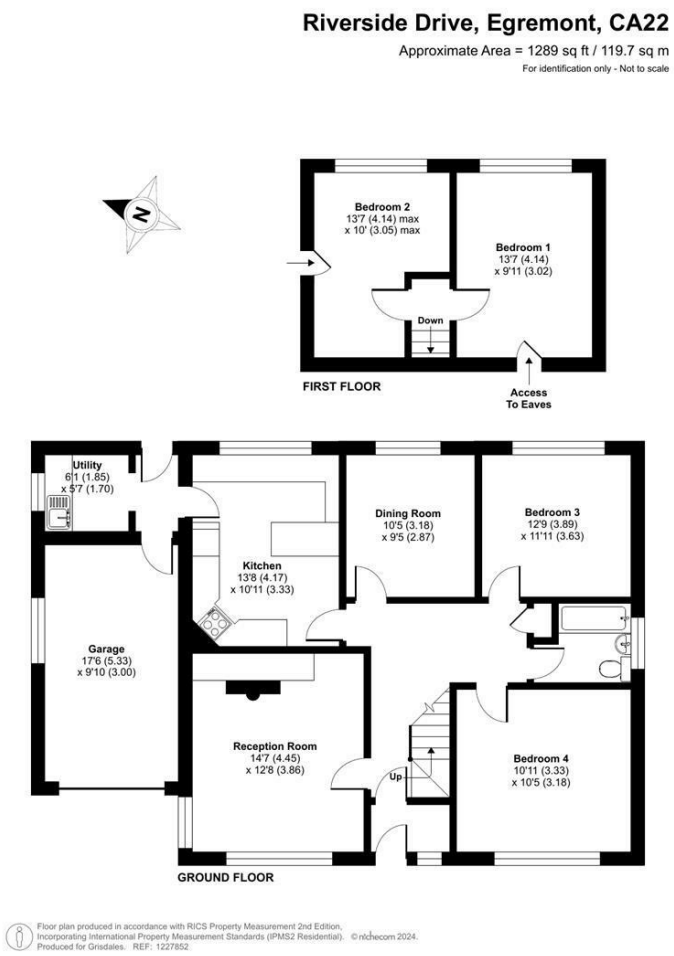 Riverside Drive, Egremont, CA22
Approximate Area = 1289 sq ft / 119.7 sq m
For identification only - Not to scale
N
Bedroom 2
13'7 (4.14) max
x 10' (3.05) max
Bedroom 1
13'7 (4.14)
x 9'11 (3.02)
Down
FIRST FLOOR
Access
To Eaves
Utility
6'1 (1.85)
x 5'7 (1.70)
Dining Room
10'5 (3.18)
x 9'5 (2.87)
Bedroom 3
12'9 (3.89)
x 11'11 (3.63)
Kitchen
13'8 (4.17)
x 10'11 (3.33)
Garage
17'6 (5.33)
x 9'10 (3.00)
Reception Room
14'7 (4.45)
x 12'8 (3.86)
Up
Bedroom 4
10'11 (3.33)
x 10'5 (3.18)
GROUND FLOOR
Floor plan produced in accordance with RICS Property Measurement 2nd Edition,
Incorporating International Property Measurement Standards (IPMS2 Residential). © nichecom 2024.
Produced for Grisdales. REF: 1227852